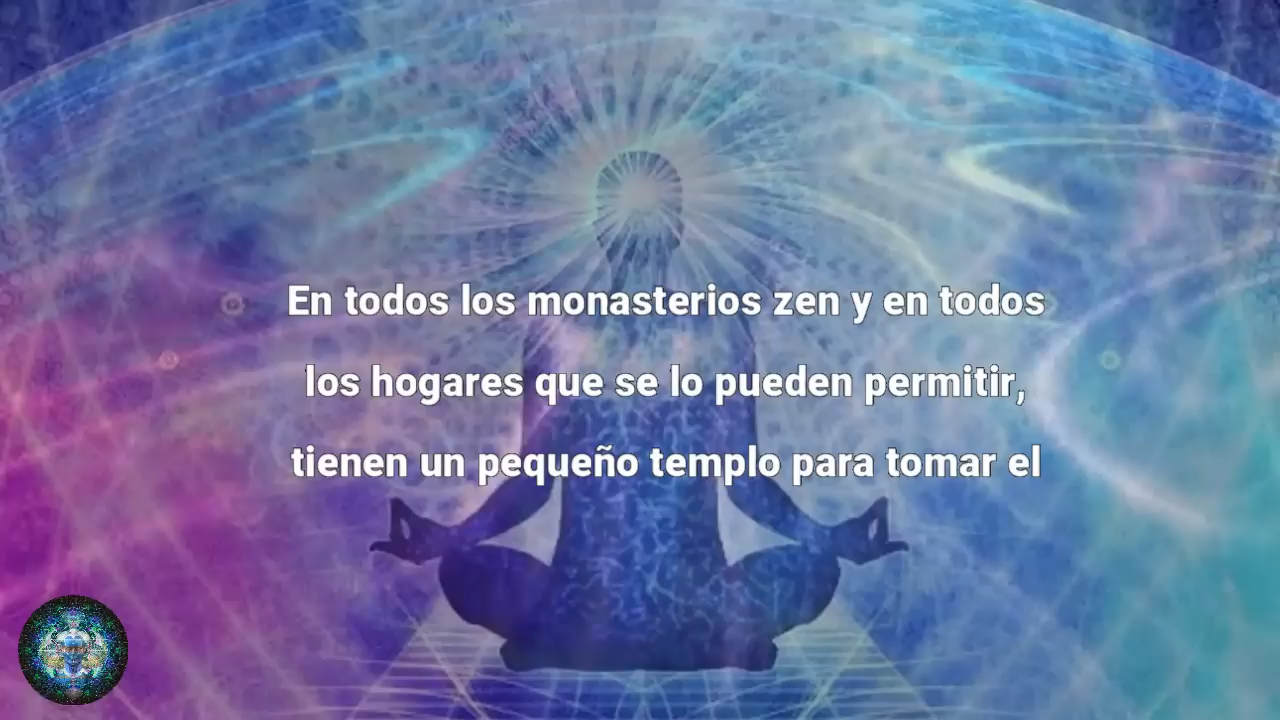 En todos los monasterios zen y en todos
los hogares que se lo pueden permitir,
tienen un pequeño templo para tomar el